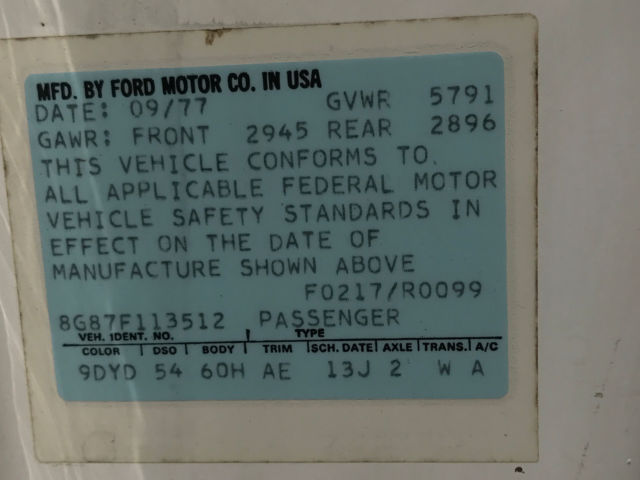 MFD. BY FORD MOTOR CO. IN USA
DATE: 09/77 GVWR 5791
GAWR: FRONT 2945 REAR 2896
THIS VEHICLE CONFORMS TO.
ALL APPLICABLE FEDERAL MOTOR
VEHICLE SAFETY STANDARDS IN
EFFECT ON THE DATE OF
MANUFACTURE SHOWN ABOVE
F0217/R0099
8G87F113512 PASSENGER
VEH. IDENT. NO. TYPE
COLOR DSO BODY TRIM SCH. DATE AXLE TRANS. A/C
9DYD 54 60H AE 13J 2 W A